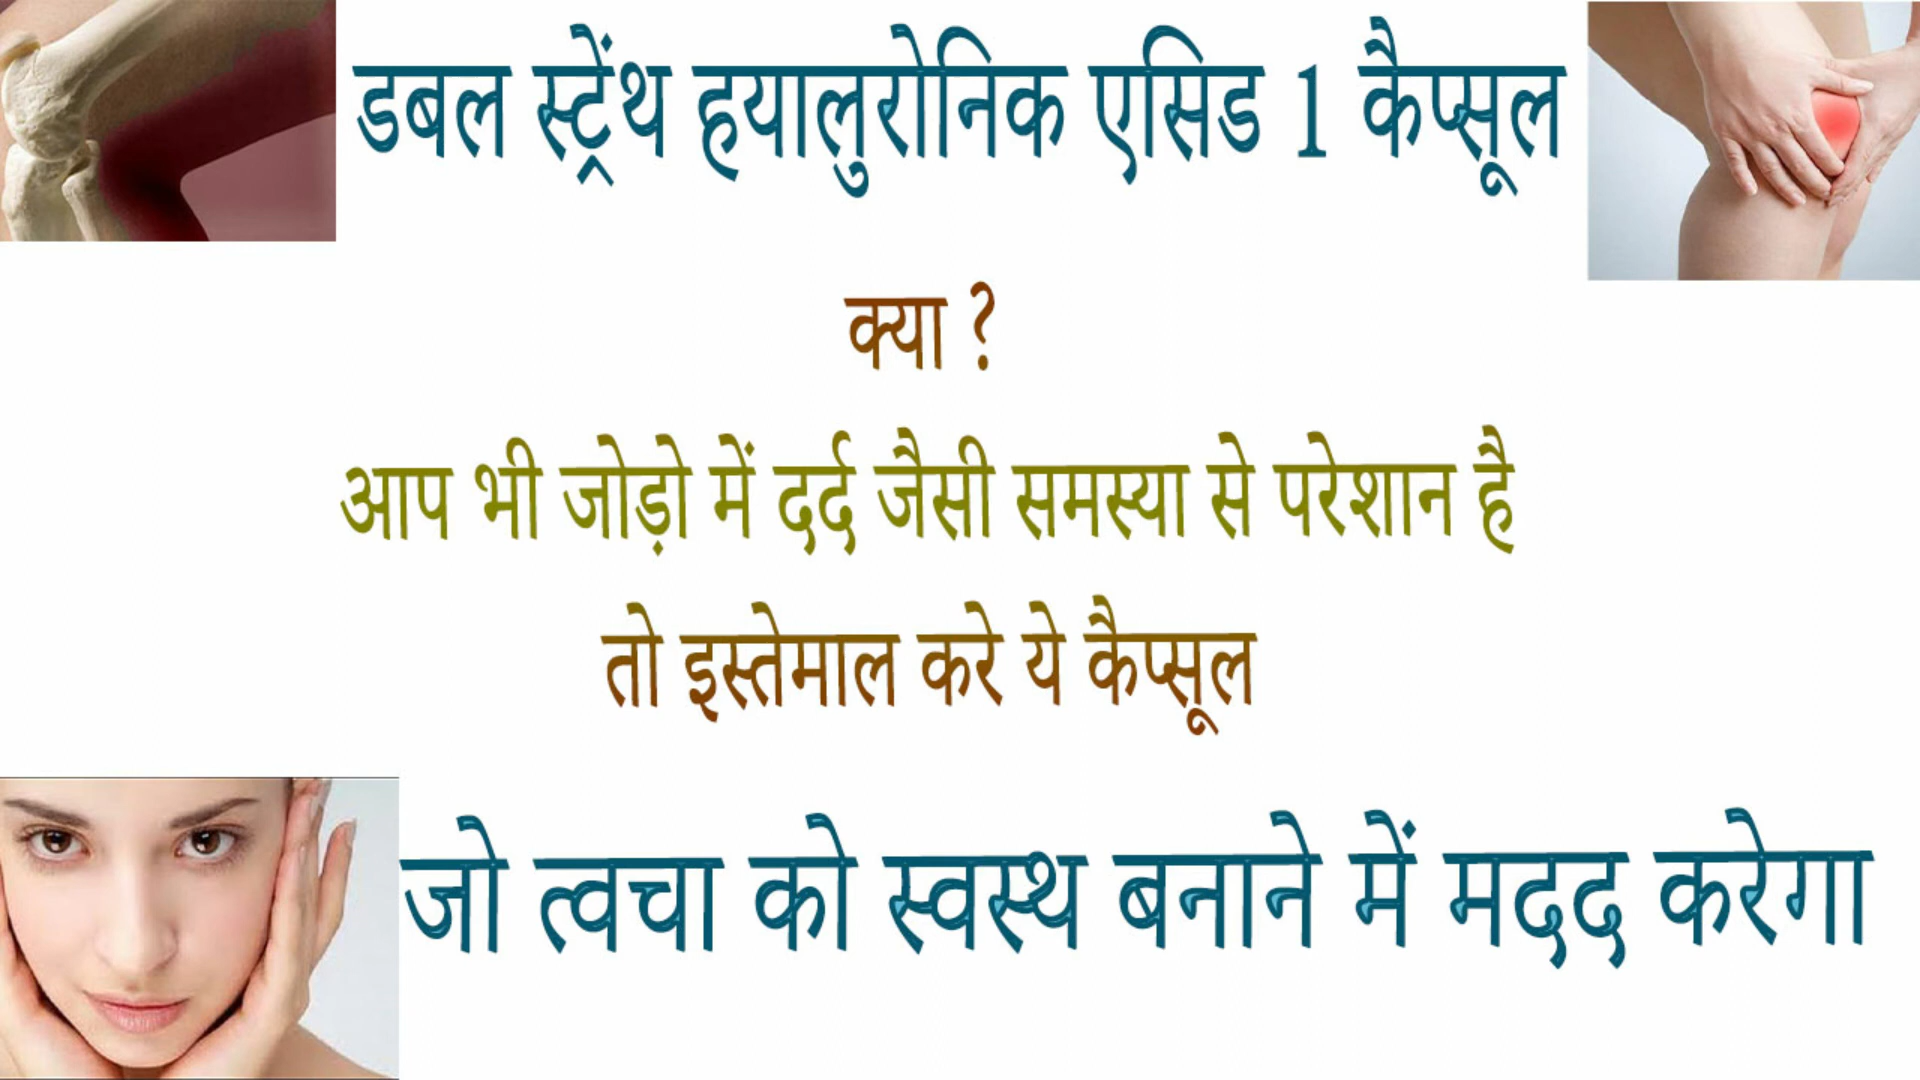 डबल स्ट्रेंथ हयालुरोनिक एसिड 1 कैप्सूल
क्या ?
आप भी जोड़ो में दर्द जैसी समस्या से परेशान है
तो इस्तेमाल करे ये कैप्सूल
जो त्वचा को स्वस्थ बनाने में मदद करेगा